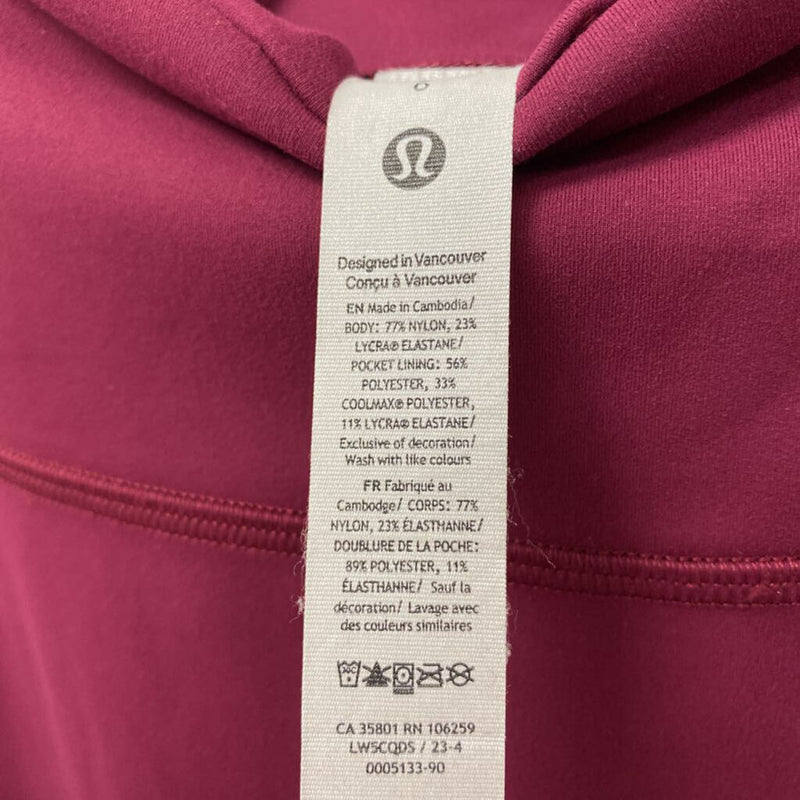 6
Designed in Vancouver
Conçu à Vancouver
EN Made in Cambodia/
BODY: 77% NYLON, 23%
LYCRA® ELASTANE/
POCKET LINING: 56%
POLYESTER, 33%
COOLMAX® POLYESTER,
11% LYCRA® ELASTANE/
Exclusive of decoration/
Wash with like colours
FR Fabriqué au
Cambodge/ CORPS: 77%
NYLON, 23% ÉLASTHANNE/
DOUBLURE DE LA POCHE:
89% POLYESTER, 11%
ÉLASTHANNE/ Sauf la
décoration/ Lavage avec
des couleurs similaires
CA 35801 RN 106259
LW5CQDS / 23-4
0005133-90